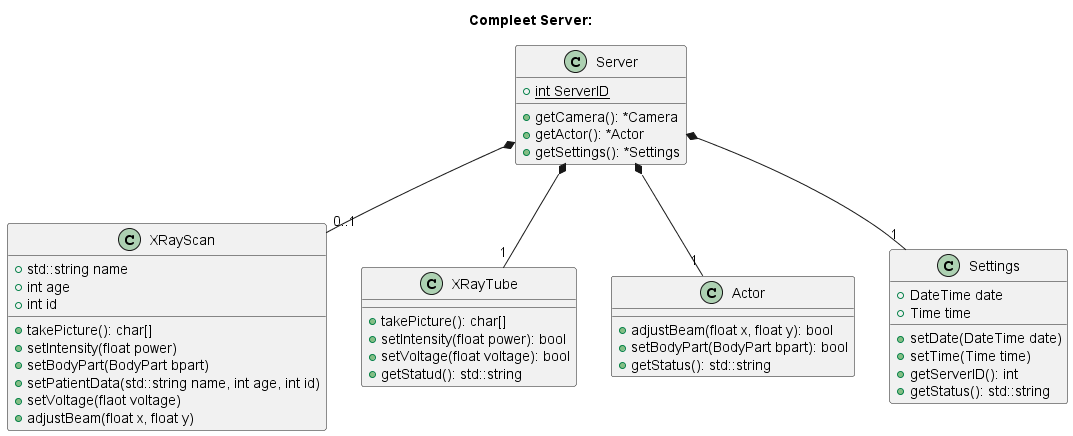 Compleet Server:
C Server
int ServerID
getCamera(): *Camera
getActor(): *Actor
getSettings(): *Settings
0..1
1
1
1
C XRayScan
std::string name
int age
int id
takePicture(): char[]
setIntensity(float power)
setBodyPart(BodyPart bpart)
setPatientData(std::string name, int age, int id)
setVoltage(flaot voltage)
adjustBeam(float x, float y)
C XRayTube
takePicture(): char[]
setIntensity(float power): bool
setVoltage(float voltage): bool
getStatud(): std::string
C Actor
adjustBeam(float x, float y): bool
setBodyPart(BodyPart bpart): bool
getStatus(): std::string
C Settings
DateTime date
Time time
setDate(DateTime date)
setTime(Time time)
getServerID(): int
getStatus(): std::string